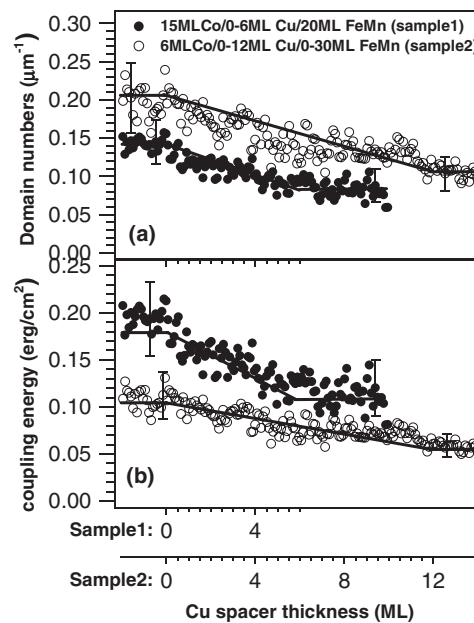 0.30
0.25
0.20
0.15
0.10
0.05
0.00
Domain numbers (μm⁻¹)
15MLCo/0-6ML Cu/20ML FeMn (sample1)
6MLCo/0-12ML Cu/0-30ML FeMn (sample2)
(a)
0.25
0.20
0.15
0.10
0.05
0.00
coupling energy (erg/cm²)
(b)
Sample1: 0 4
Sample2: 0 4 8 12
Cu spacer thickness (ML)